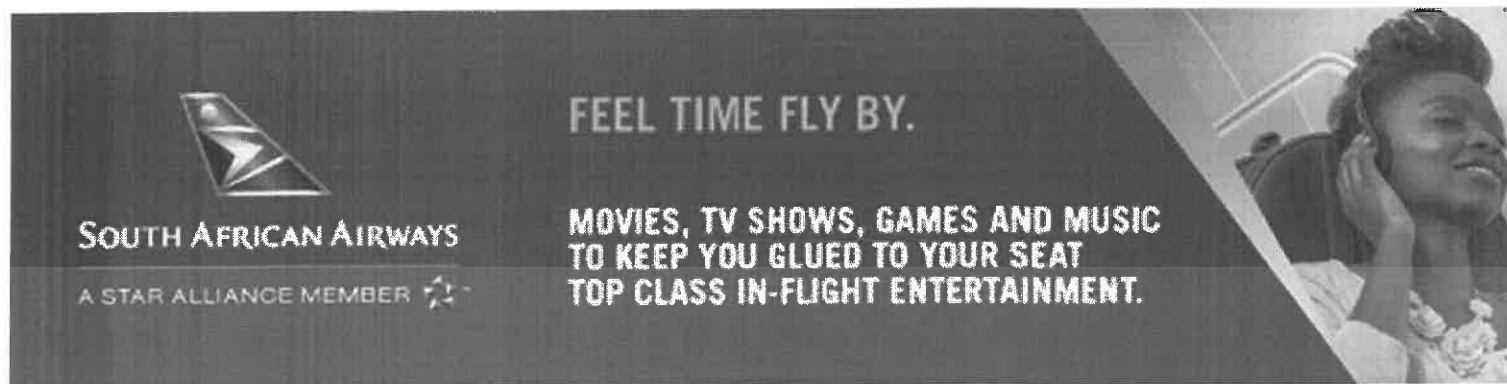 SOUTH AFRICAN AIRWAYS
A STAR ALLIANCE MEMBER
FEEL TIME FLY BY.
MOVIES, TV SHOWS, GAMES AND MUSIC
TO KEEP YOU GLUED TO YOUR SEAT
TOP CLASS IN-FLIGHT ENTERTAINMENT.